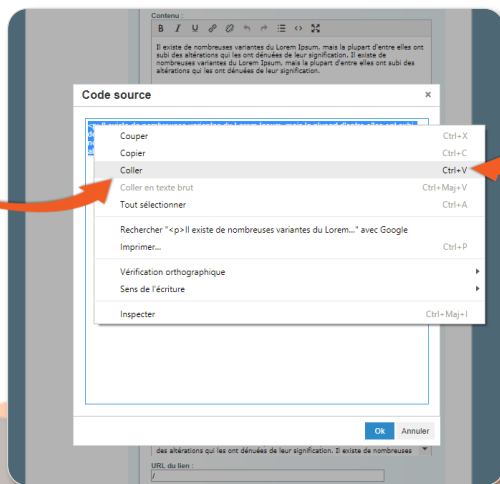 Contenu :
B I U
Il existe de nombreuses variantes du Lorem Ipsum, mais la plupart d'entre elles ont
subi des altérations qui les ont dénuées de leur signification. Il existe de
nombreuses variantes du Lorem Ipsum, mais la plupart d'entre elles ont subi des
altérations qui les ont dénuées de leur signification.
Code source ×
Couper Ctrl+X
Copier Ctrl+C
Coller Ctrl+V
Coller en texte brut Ctrl+Maj+V
Tout sélectionner Ctrl+A
Rechercher "<p>Il existe de nombreuses variantes du Lorem..." avec Google
Imprimer... Ctrl+P
Vérification orthographique
Sens de l'écriture
Inspecter Ctrl+Maj+I
Ok Annuler
des altérations qui les ont dénuées de leur signification. Il existe de nombreuses
URL du lien :
/